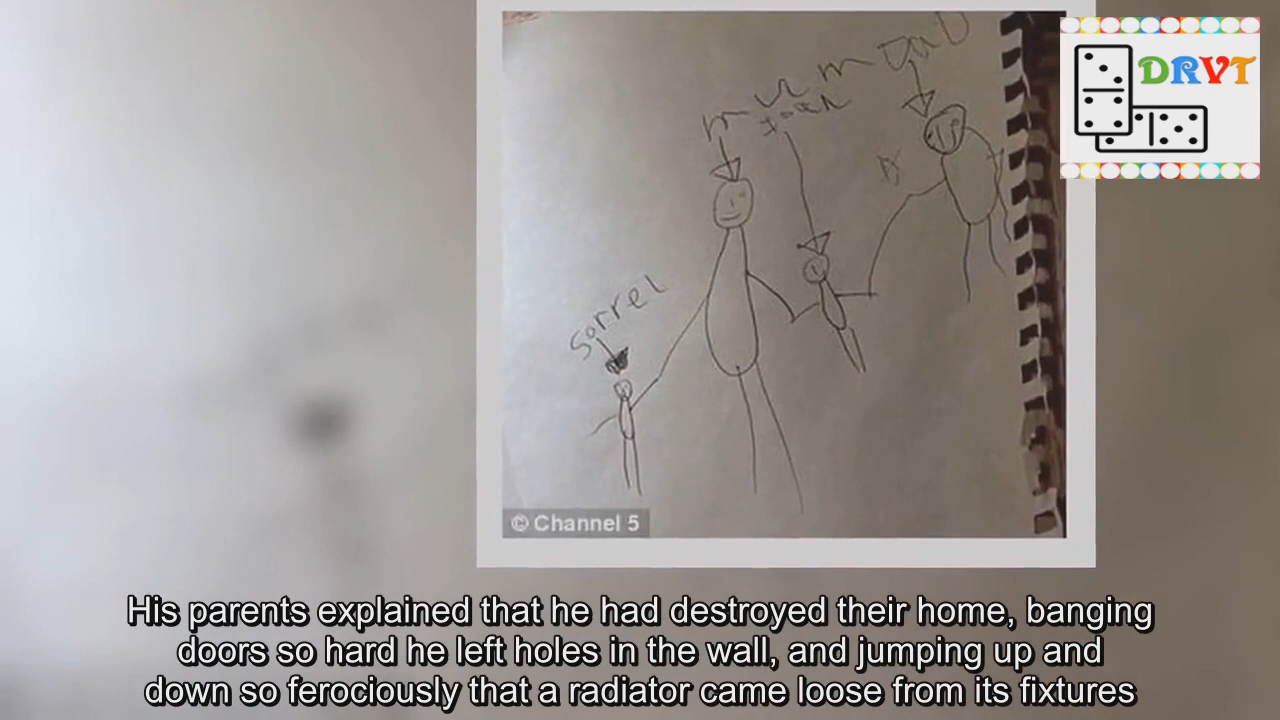 DRVT
mum Dad
Sorrel
© Channel 5
His parents explained that he had destroyed their home, banging
doors so hard he left holes in the wall, and jumping up and
down so ferociously that a radiator came loose from its fixtures